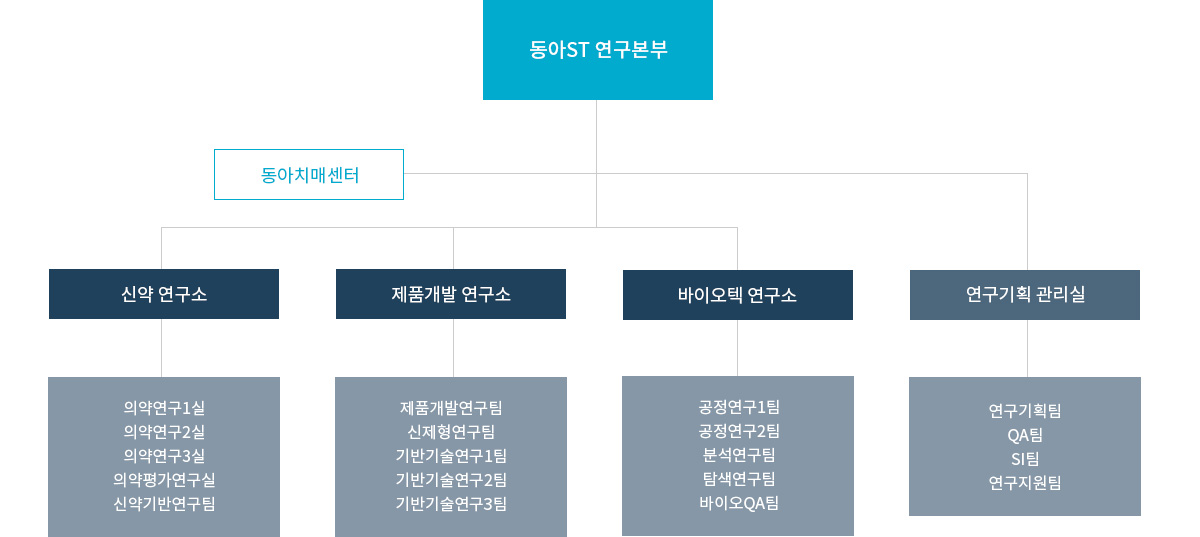 동아ST 연구본부
동아치매센터
신약 연구소
제품개발 연구소
바이오텍 연구소
연구기획 관리실
의약연구1실
의약연구2실
의약연구3실
의약평가연구실
신약기반연구팀
제품개발연구팀
신제형연구팀
기반기술연구1팀
기반기술연구2팀
기반기술연구3팀
공정연구1팀
공정연구2팀
분석연구팀
탐색연구팀
바이오QA팀
연구기획팀
QA팀
SI팀
연구지원팀